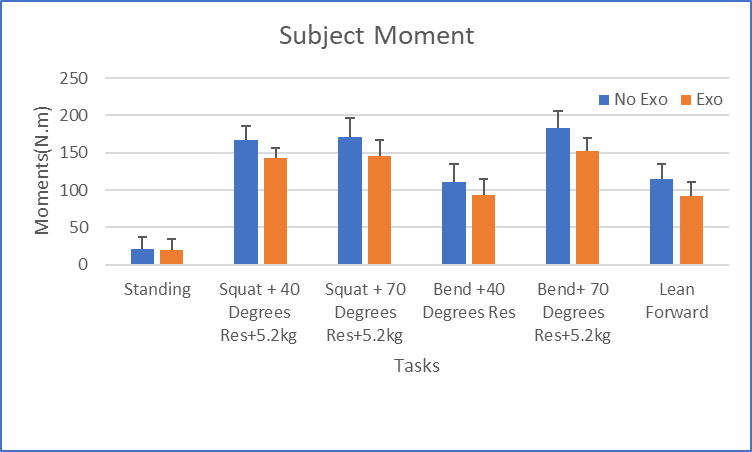 Subject Moment
250
200
150
100
50
0
Moments(N.m)
No Exo Exo
Standing
Squat + 40
Degrees
Res+5.2kg
Squat + 70
Degrees
Res+5.2kg
Bend +40
Degrees Res
Bend+ 70
Degrees
Res+5.2kg
Lean
Forward
Tasks